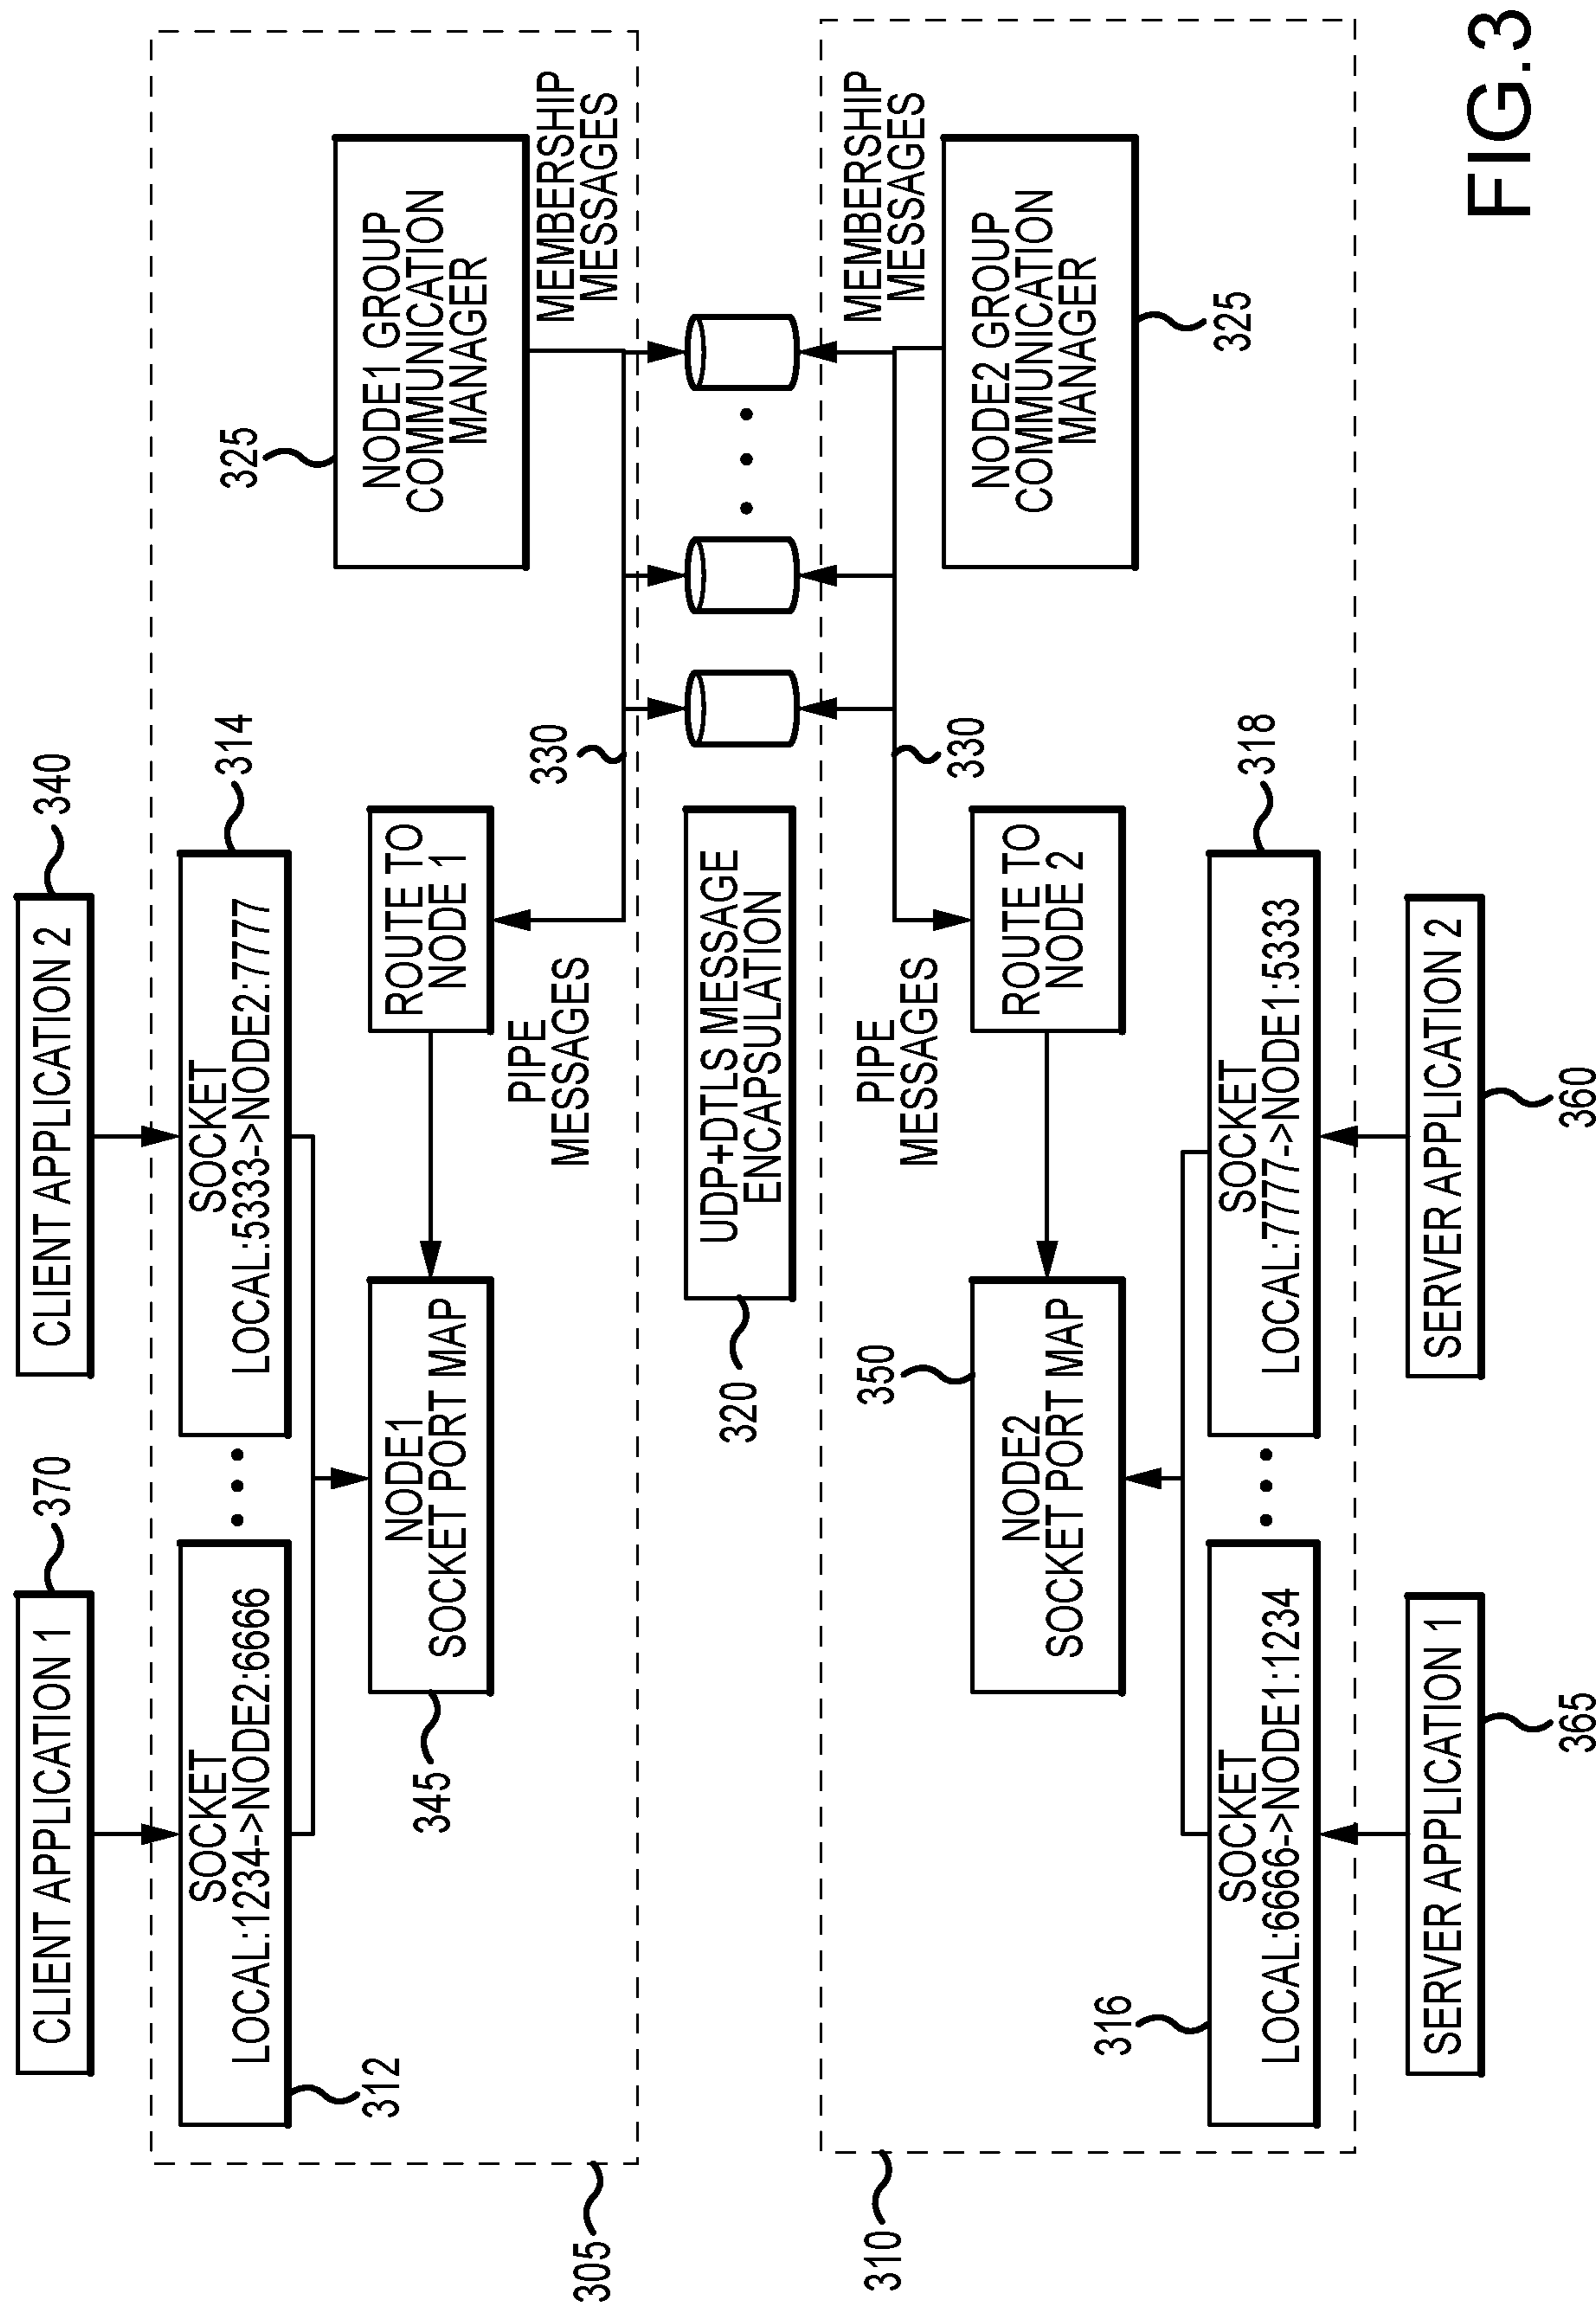 CLIENT APPLICATION 1
370
CLIENT APPLICATION 2
340
SOCKET
LOCAL:1234->NODE2:6666
312
SOCKET
LOCAL:5333->NODE2:7777
314
NODE1
SOCKET PORT MAP
345
ROUTE TO
NODE 1
325
NODE1 GROUP
COMMUNICATION
MANAGER
PIPE
MESSAGES
330
MEMBERSHIP
MESSAGES
305
UDP+DTLS MESSAGE
ENCAPSULATION
320
310
PIPE
MESSAGES
330
MEMBERSHIP
MESSAGES
350
NODE2
SOCKET PORT MAP
ROUTE TO
NODE 2
NODE2 GROUP
COMMUNICATION
MANAGER
325
316
SOCKET
LOCAL:6666->NODE1:1234
SOCKET
LOCAL:7777->NODE1:5333
318
SERVER APPLICATION 1
365
SERVER APPLICATION 2
360
FIG.3